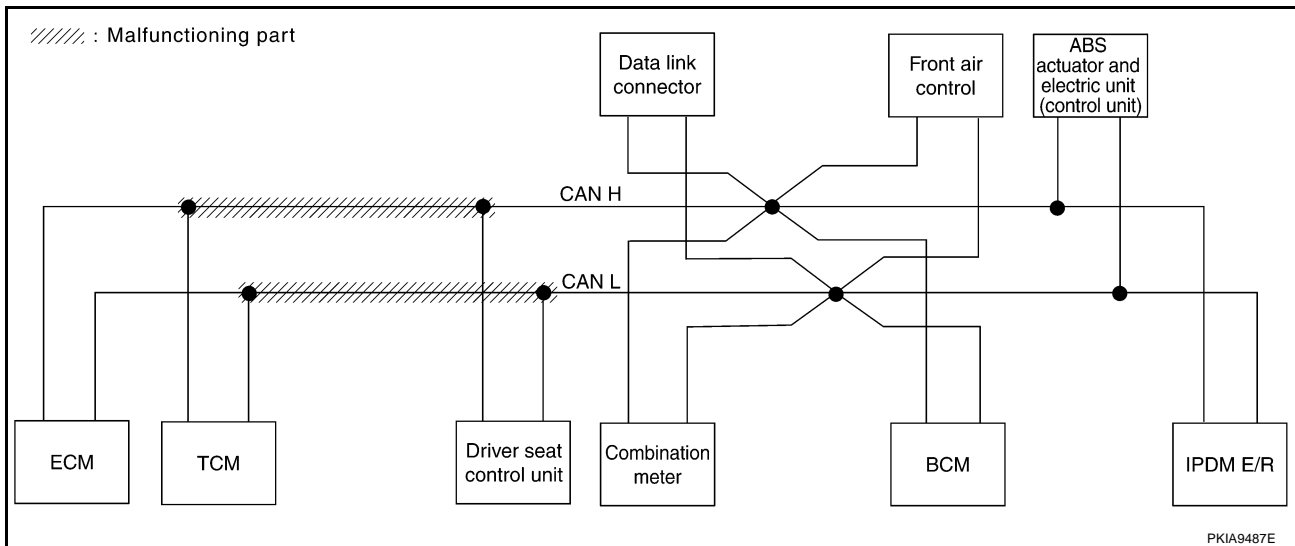 : Malfunctioning part
Data link
connector
Front air
control
ABS
actuator and
electric unit
(control unit)
CAN H
CAN L
ECM
TCM
Driver seat
control unit
Combination
meter
BCM
IPDM E/R
PKIA9487E